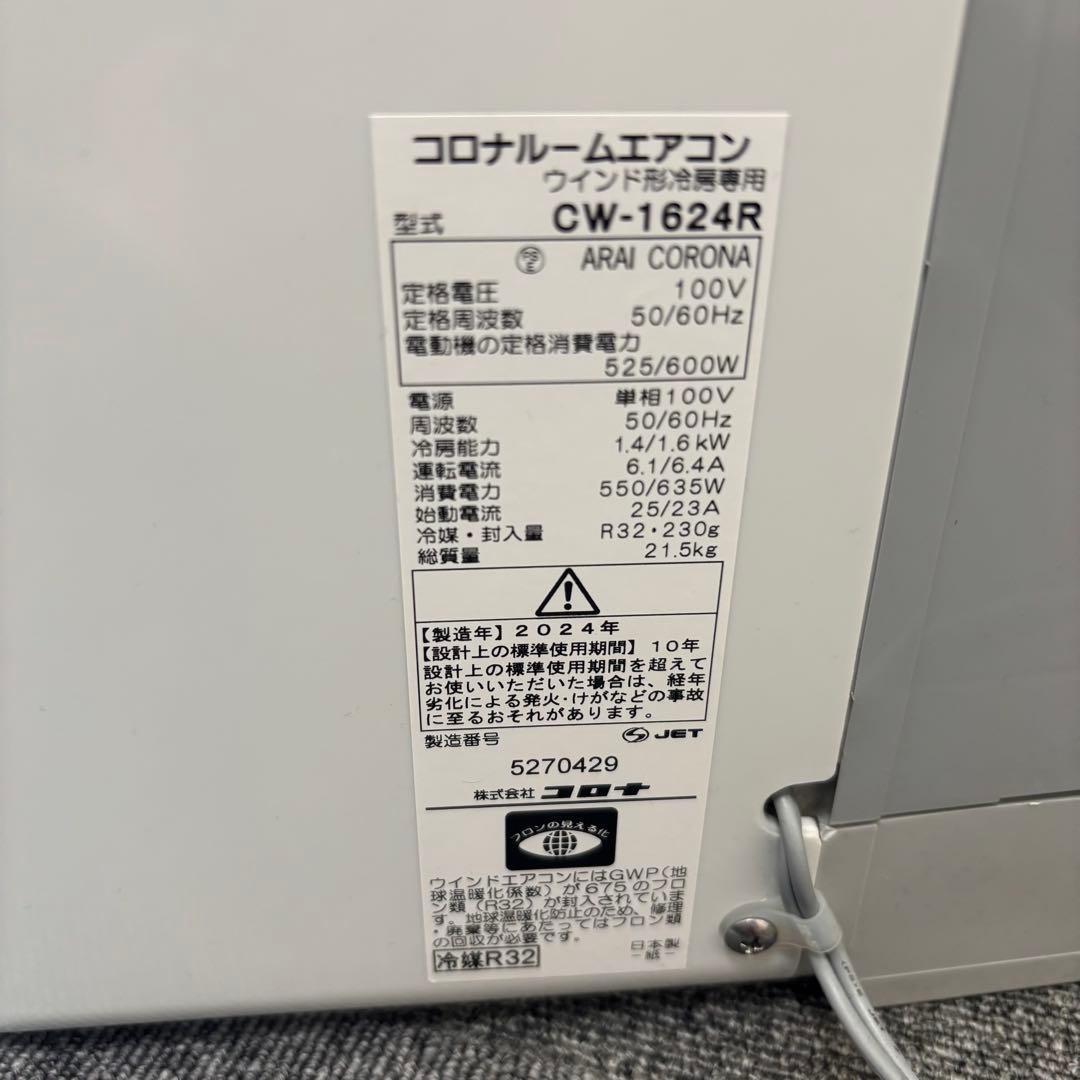 コロナルームエアコン
ウインド形冷房専用
型式 CW-1624R
PSE ARAI CORONA
定格電圧 100V
定格周波数 50/60Hz
電動機の定格消費電力
525/600W
電源 単相100V
周波数 50/60Hz
冷房能力 1.4/1.6kW
運転電流 6.1/6.4A
消費電力 550/635W
始動電流 25/23A
冷媒・封入量 R32・230g
総質量 21.5kg
【製造年】2024年
【設計上の標準使用期間】10年
設計上の標準使用期間を超えて
お使いいただいた場合は、経年
劣化による発火・けがなどの事故
に至るおそれがあります。
製造番号 JET
5270429
株式会社 コロナ
フロンの見える化
ウインドエアコンにはGWP(地
球温暖化係数)が675のフロ
ン類(R32)が封入されていま
す。地球温暖化防止のため、修理
・廃棄等にあたってはフロン類
の回収が必要です。
冷媒R32
日本製
-紙-